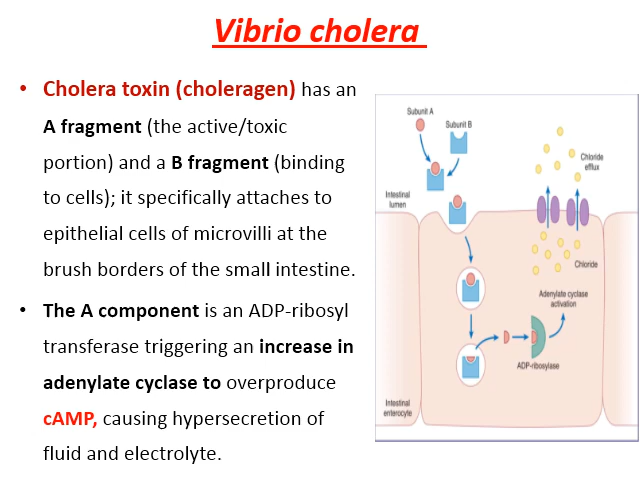 Vibrio cholera
• Cholera toxin (choleragen) has an
A fragment (the active/toxic
portion) and a B fragment (binding
to cells); it specifically attaches to
epithelial cells of microvilli at the
brush borders of the small intestine.
• The A component is an ADP-ribosyl
transferase triggering an increase in
adenylate cyclase to overproduce
cAMP, causing hypersecretion of
fluid and electrolyte.
Subunit A
Subunit B
Chloride
efflux
Intestinal
lumen
Chloride
Adenylate cyclase
activation
ADP-ribosylase
Intestinal
enterocyte